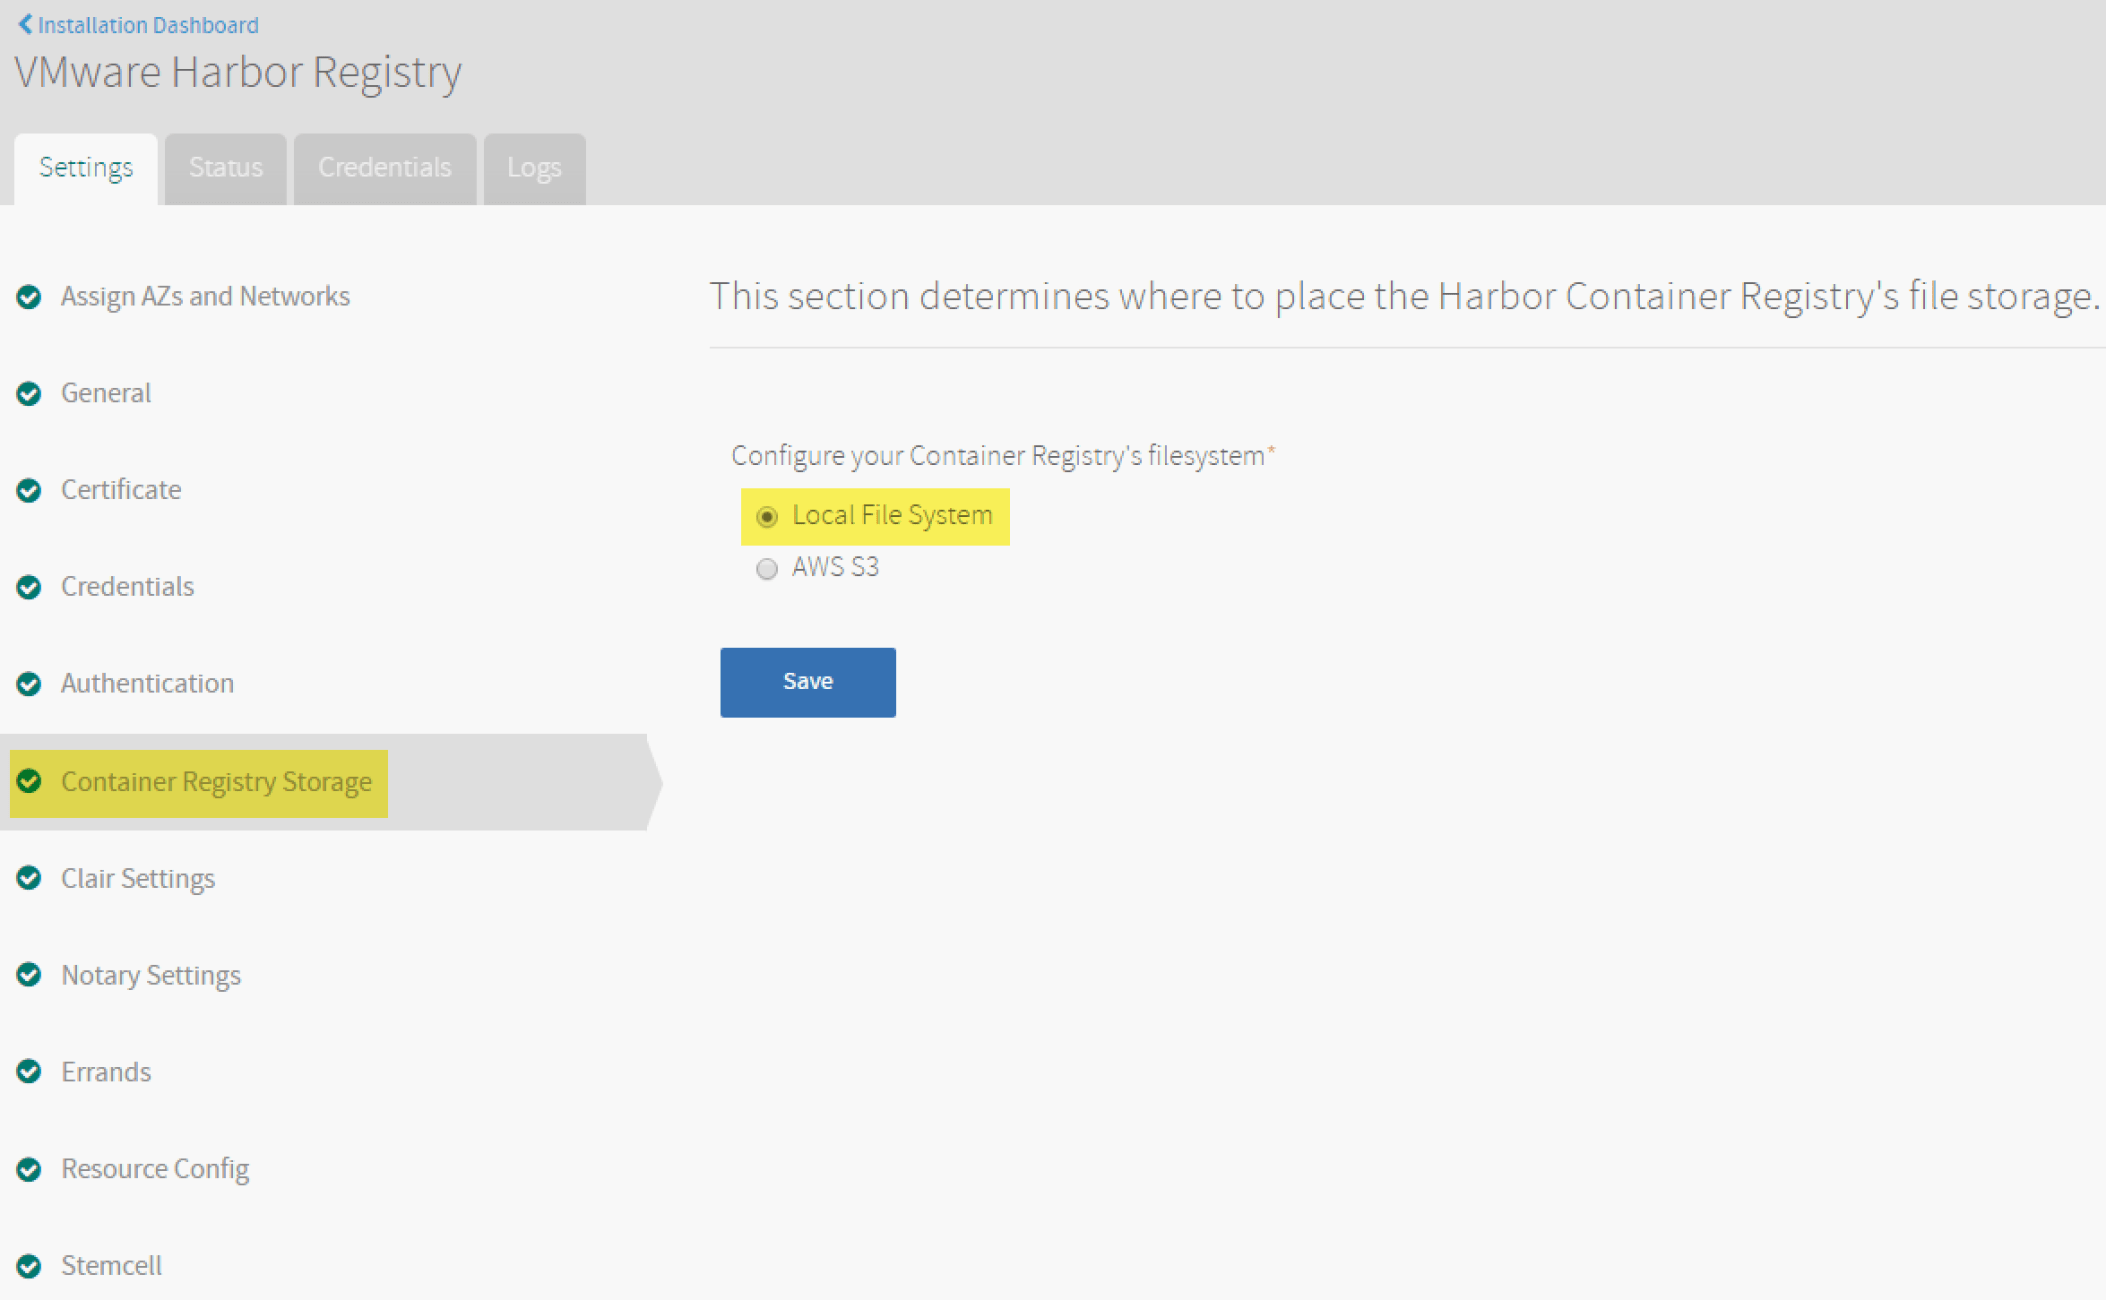 Installation Dashboard
VMware Harbor Registry
Settings
Status
Credentials
Logs
Assign AZs and Networks
General
Certificate
Credentials
Authentication
Container Registry Storage
Clair Settings
Notary Settings
Errands
Resource Config
Stemcell
This section determines where to place the Harbor Container Registry's file storage.
Configure your Container Registry's filesystem*
Local File System
AWS S3
Save